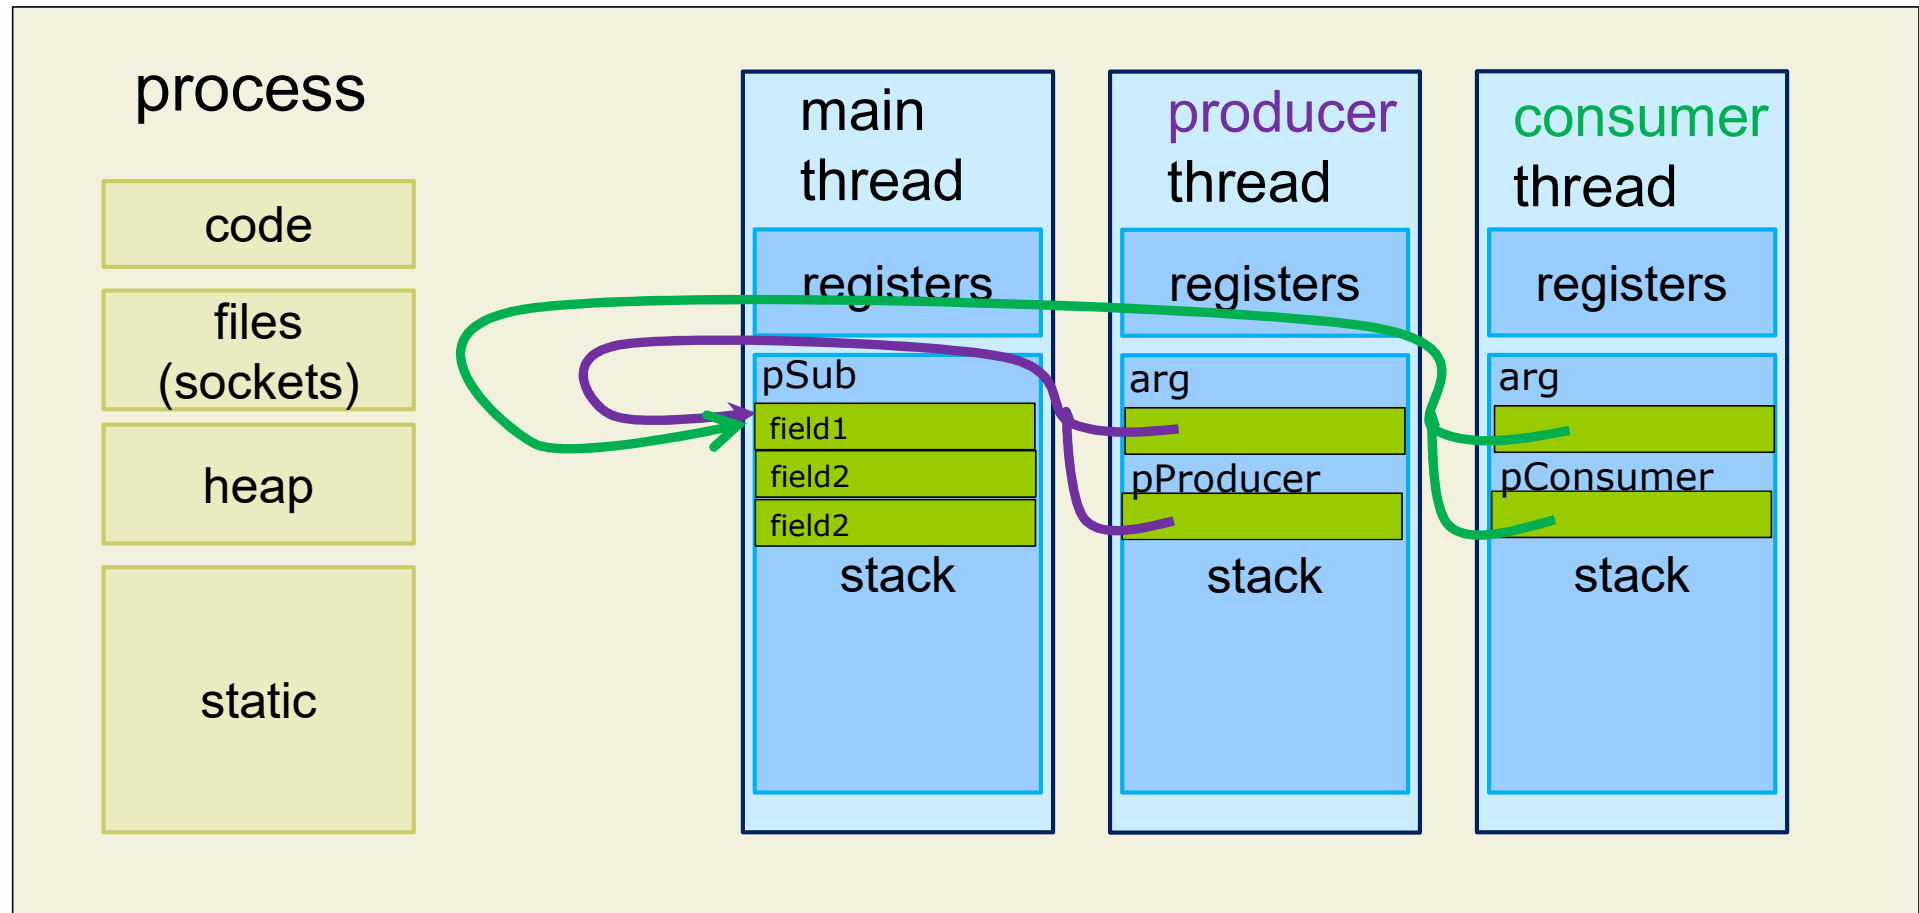 process
code
files
(sockets)
heap
static
main
thread
registers
pSub
field1
field2
field2
stack
producer
thread
registers
arg
pProducer
stack
consumer
thread
registers
arg
pConsumer
stack